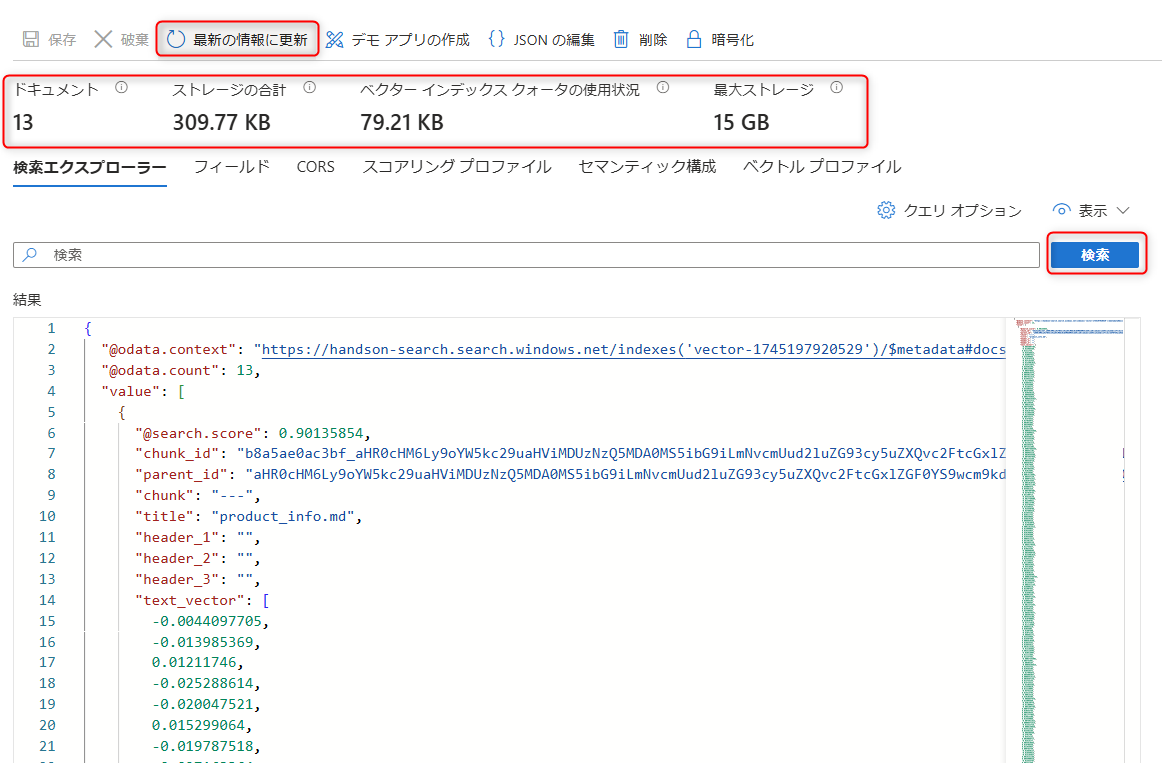 保存 破棄 最新の情報に更新 デモ アプリの作成 {} JSON の編集 削除 暗号化
ドキュメント ストレージの合計 ベクター インデックス クォータの使用状況 最大ストレージ
13 309.77 KB 79.21 KB 15 GB
検索エクスプローラー フィールド CORS スコアリング プロファイル セマンティック構成 ベクトル プロファイル
クエリ オプション 表示
検索 検索
結果
1 {
2 "@odata.context": "https://handson-search.search.windows.net/indexes('vector-1745197920529')/$metadata#docs
3 "@odata.count": 13,
4 "value": [
5 {
6 "@search.score": 0.90135854,
7 "chunk_id": "b8a5ae0ac3bf_aHR0cHM6Ly9oYW5kc29uaHViMDUzNzQ5MDA0MS5ibG9iLmNvcmUud2luZG93cy5uZXQvc2FtcGxlZ
8 "parent_id": "aHR0cHM6Ly9oYW5kc29uaHViMDUzNzQ5MDA0MS5ibG9iLmNvcmUud2luZG93cy5uZXQvc2FtcGxlZGF0YS9wcm9kd
9 "chunk": "---",
10 "title": "product_info.md",
11 "header_1": "",
12 "header_2": "",
13 "header_3": "",
14 "text_vector": [
15 -0.0044097705,
16 -0.013985369,
17 0.01211746,
18 -0.025288614,
19 -0.020047521,
20 0.015299064,
21 -0.019787518,